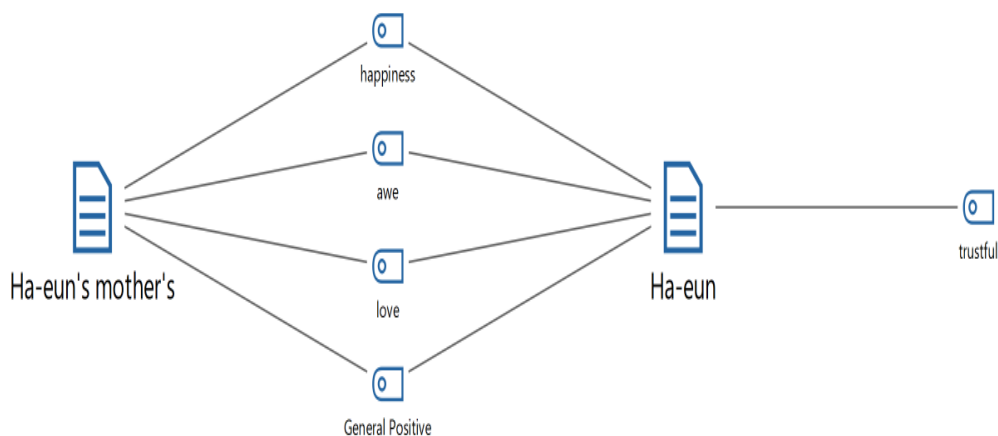 happiness
awe
Ha-eun's mother's
love
General Positive
Ha-eun
trustful